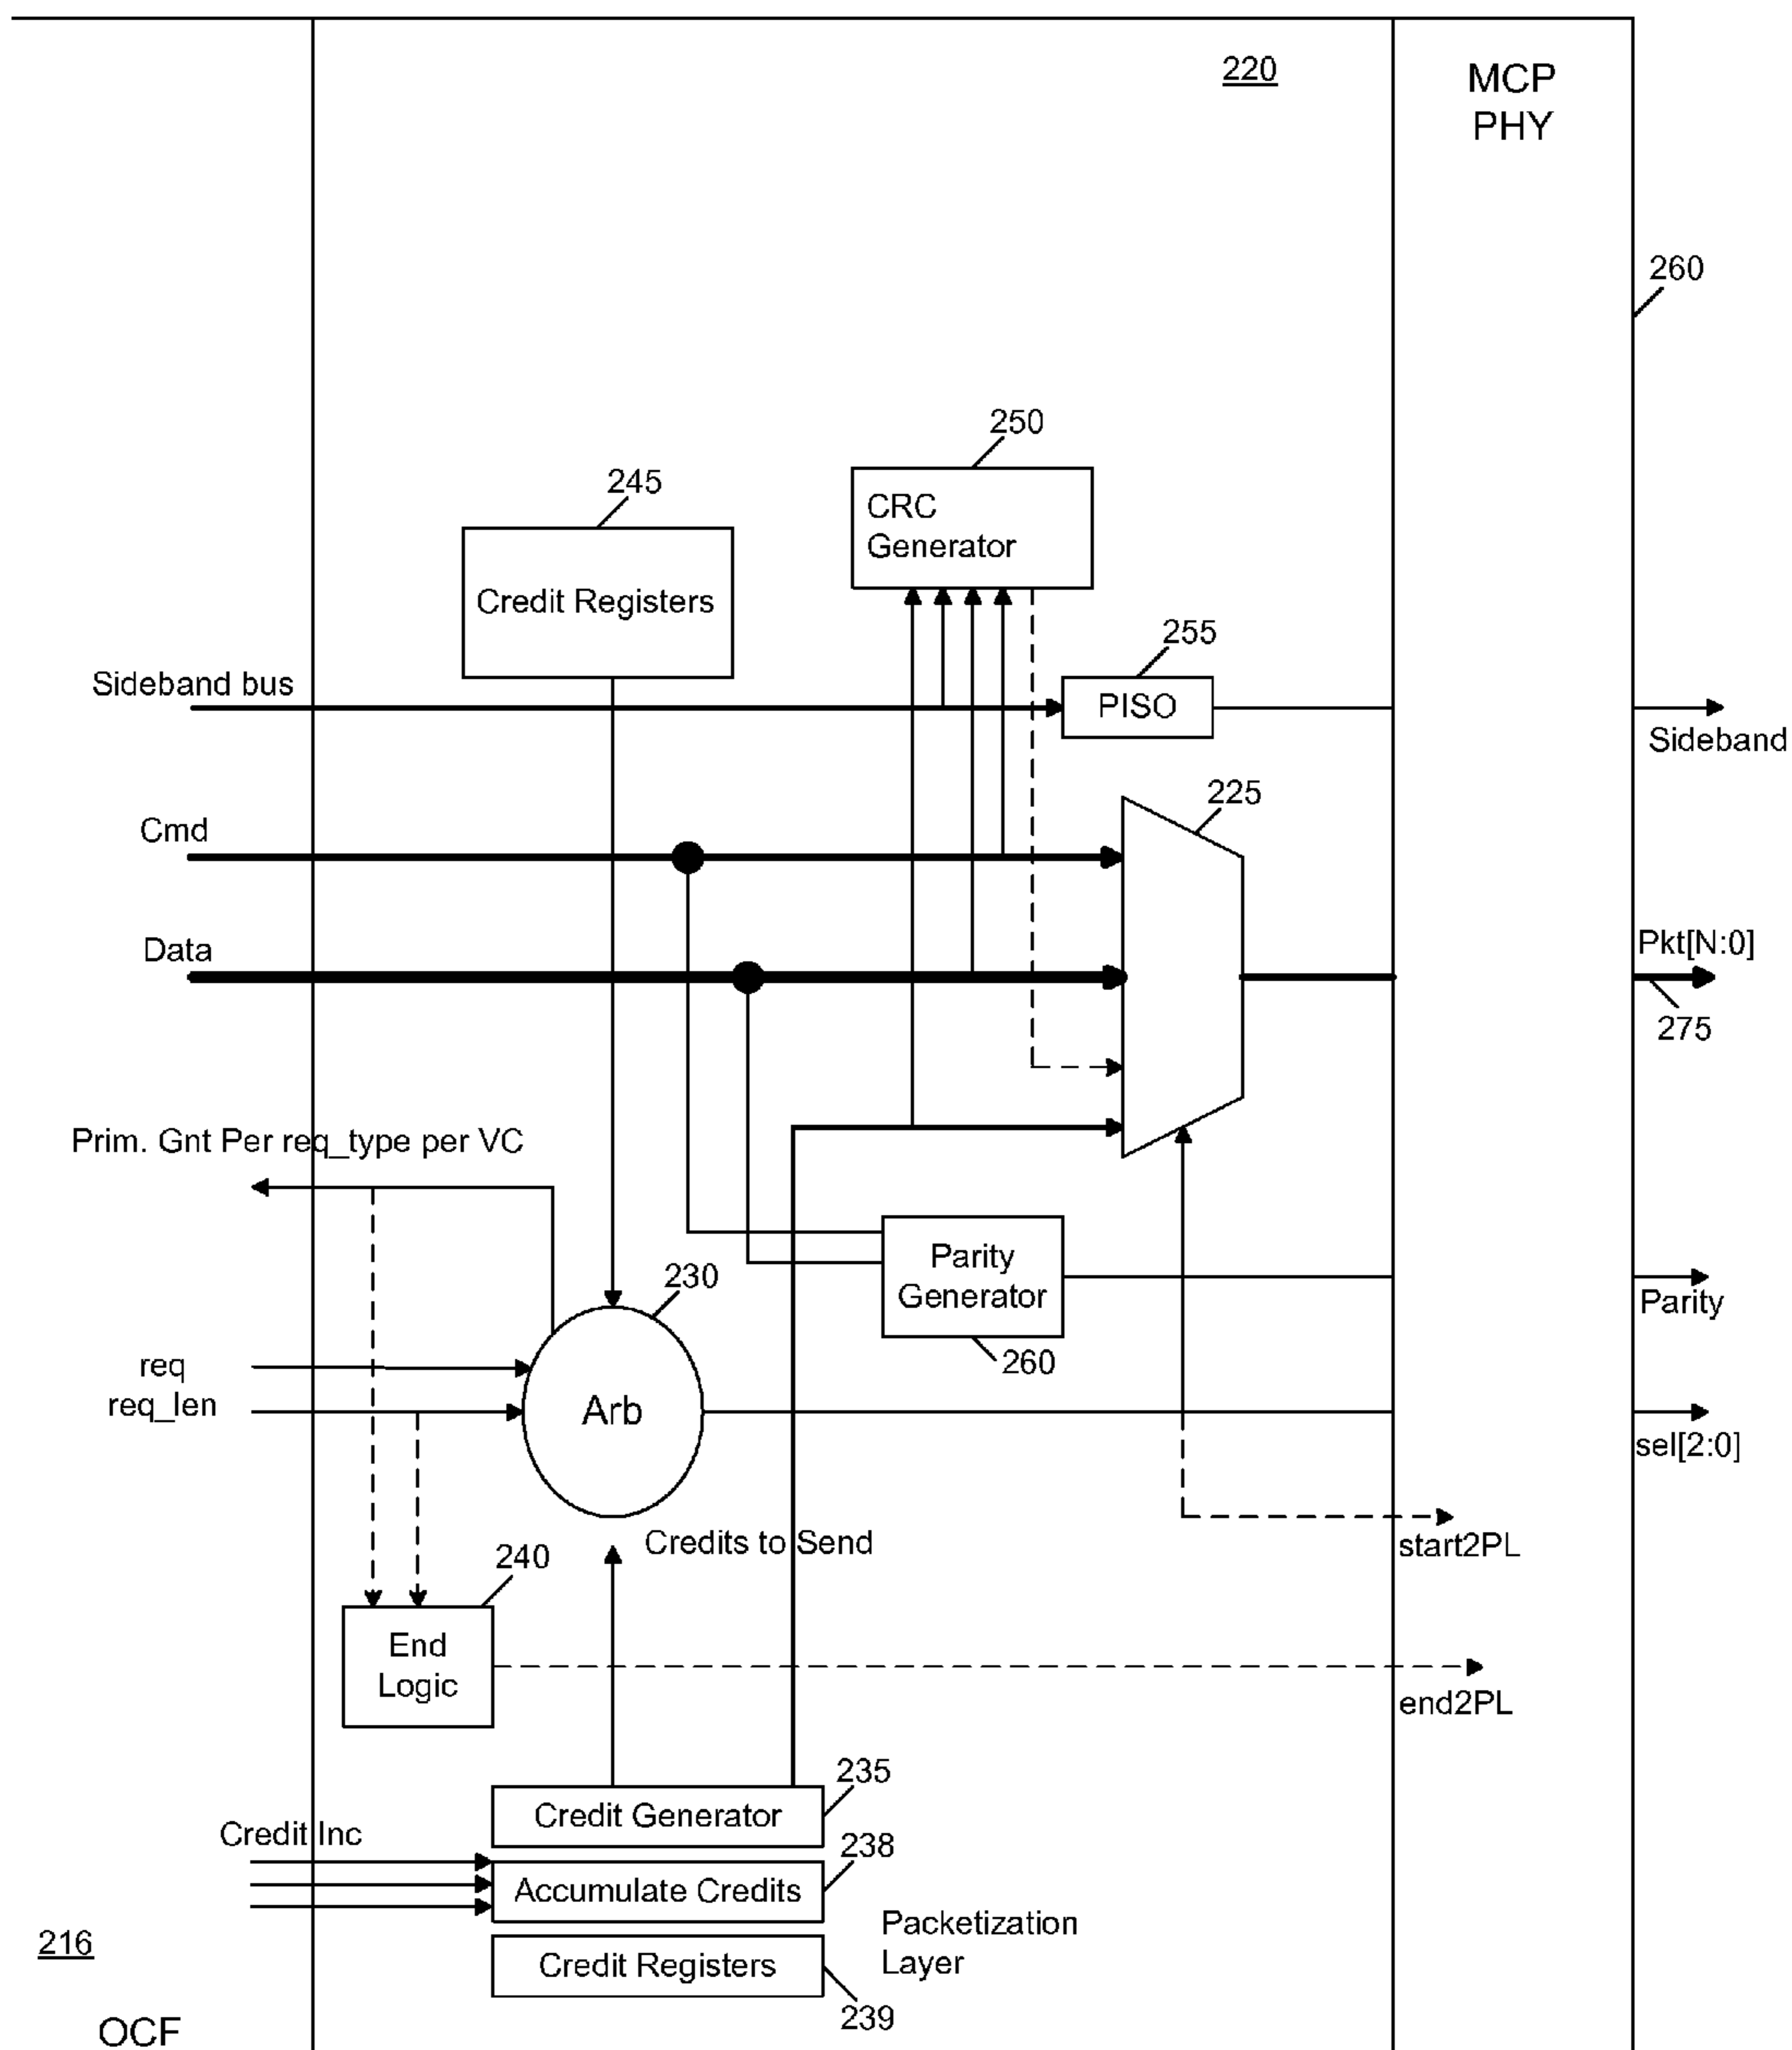 220
MCP
PHY
260
250
CRC
Generator
245
Credit Registers
255
PISO
Sideband bus
Sideband
225
Cmd
Data
Pkt[N:0]
275
Prim. Gnt Per req_type per VC
Parity
Generator
260
Parity
230
Arb
req
req_len
sel[2:0]
Credits to Send
start2PL
240
End
Logic
end2PL
235
Credit Generator
Credit Inc
238
Accumulate Credits
Packetization
Layer
216
Credit Registers
239
OCF